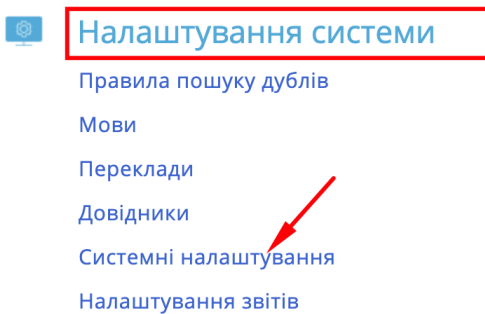 Налаштування системи
Правила пошуку дублів
Мови
Переклади
Довідники
Системні налаштування
Налаштування звітів